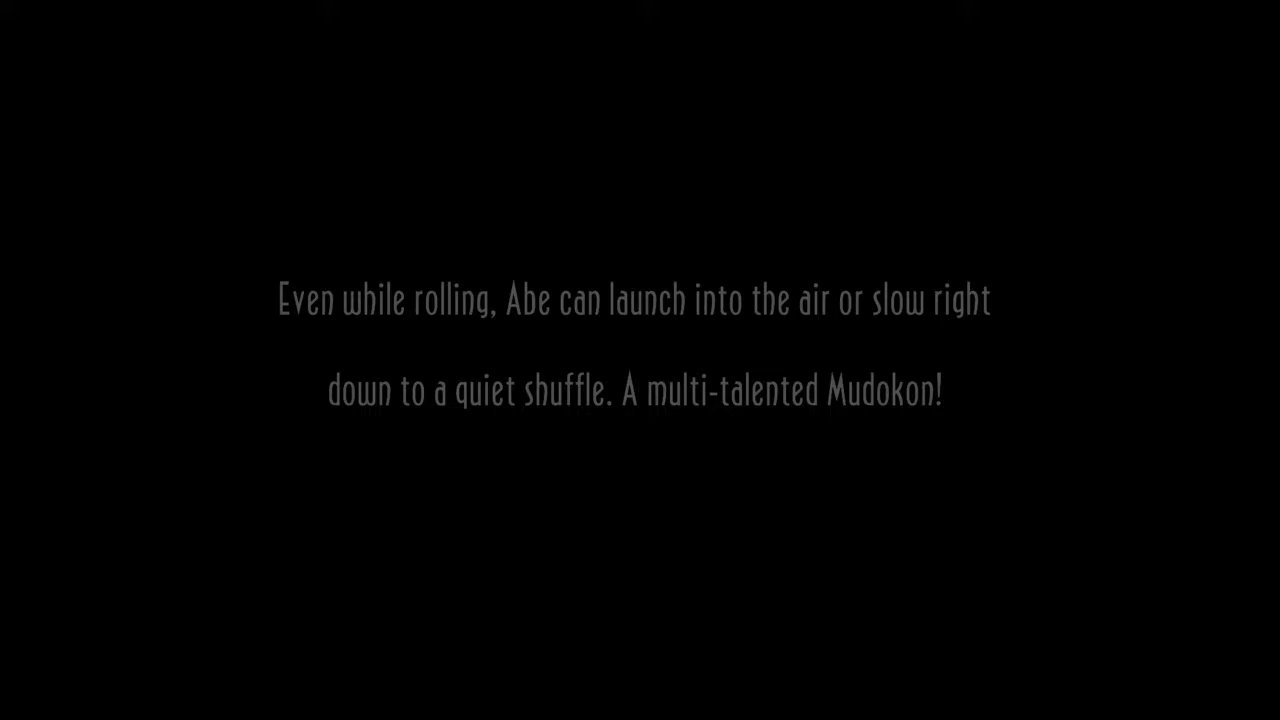 Even while rolling, Abe can launch into the air or slow right
down to a quiet shuffle. A multi-talented Mudokon!